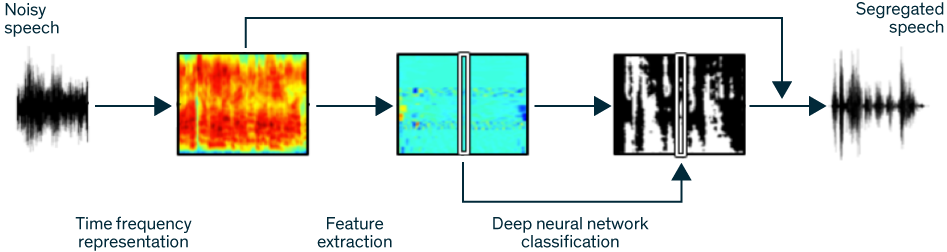 Noisy
speech
Segregated
speech
Time frequency
representation
Feature
extraction
Deep neural network
classification